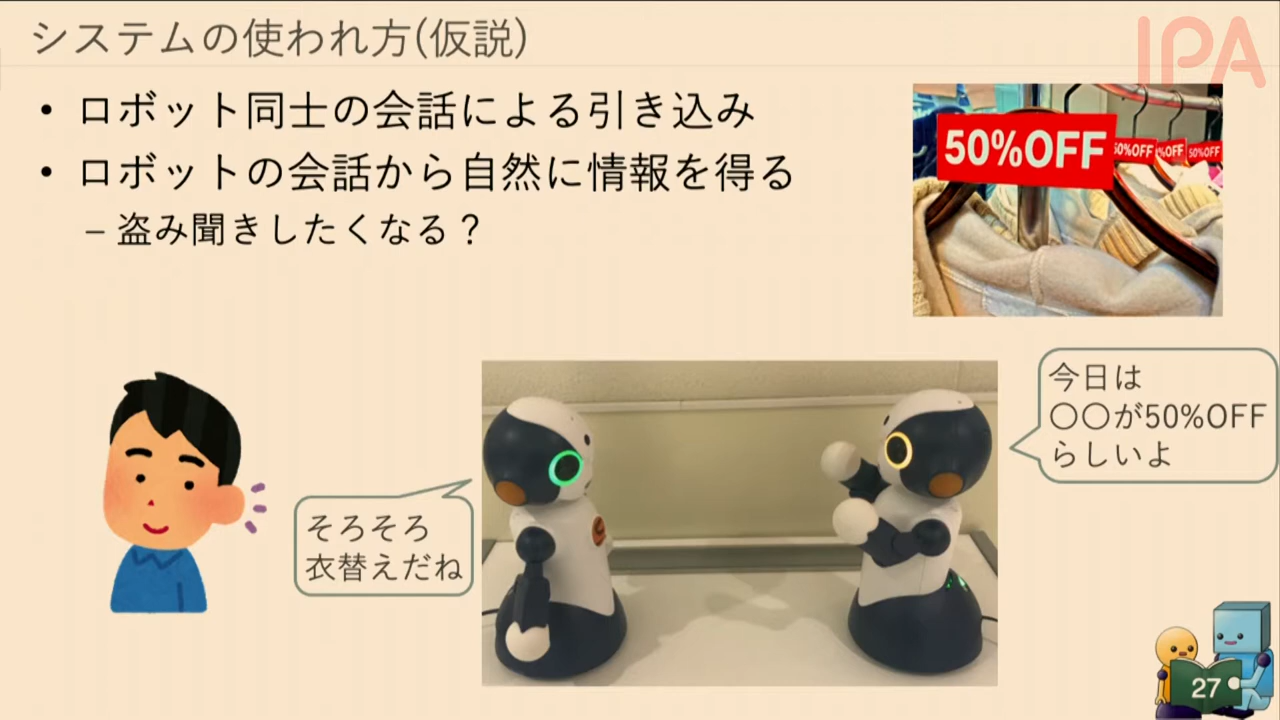 システムの使われ方(仮説)
IPA
• ロボット同士の会話による引き込み
• ロボットの会話から自然に情報を得る
– 盗み聞きしたくなる？
50%OFF
50%OFF
%OFF
50%OFF
今日は
〇〇が50%OFF
らしいよ
そろそろ
衣替えだね
27